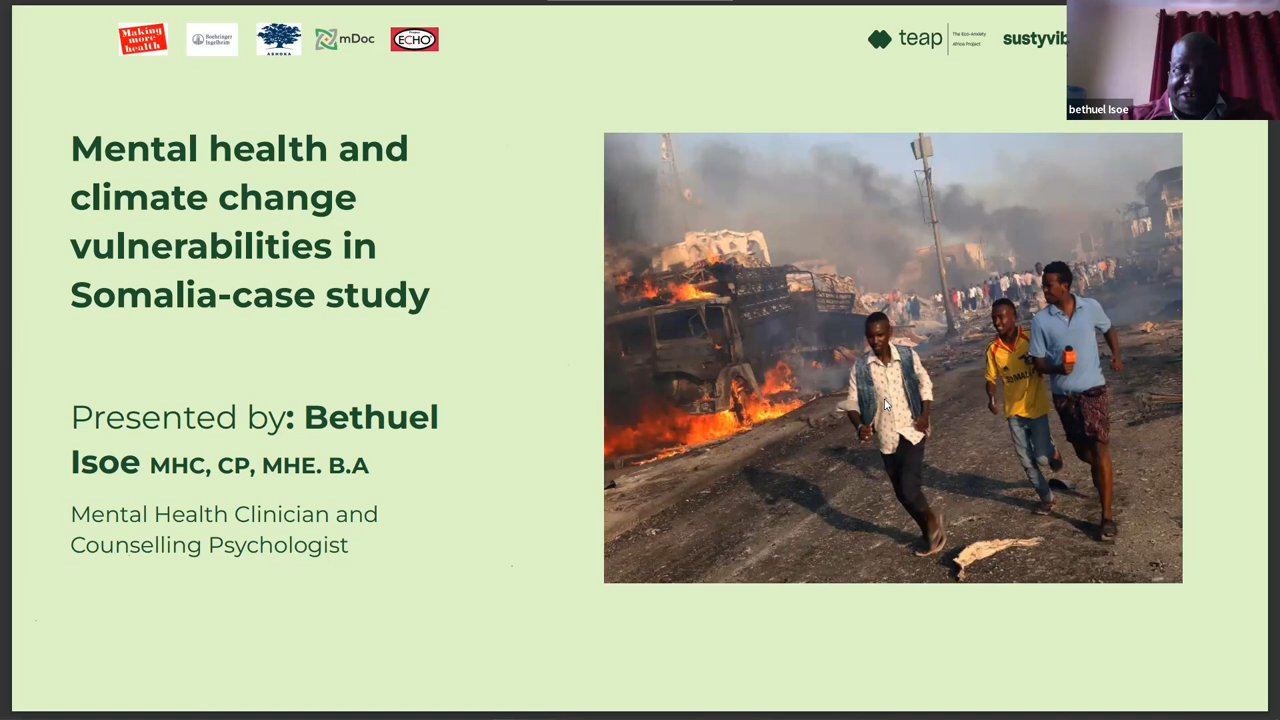 Making
more
health
Boehringer
Ingelheim
ASHOKA
mDoc
Project
ECHO
teap
The Eco-Anxiety
Africa Project
sustyvib
bethuel Isoe
Mental health and
climate change
vulnerabilities in
Somalia-case study
Presented by: Bethuel
Isoe MHC, CP, MHE. B.A
Mental Health Clinician and
Counselling Psychologist